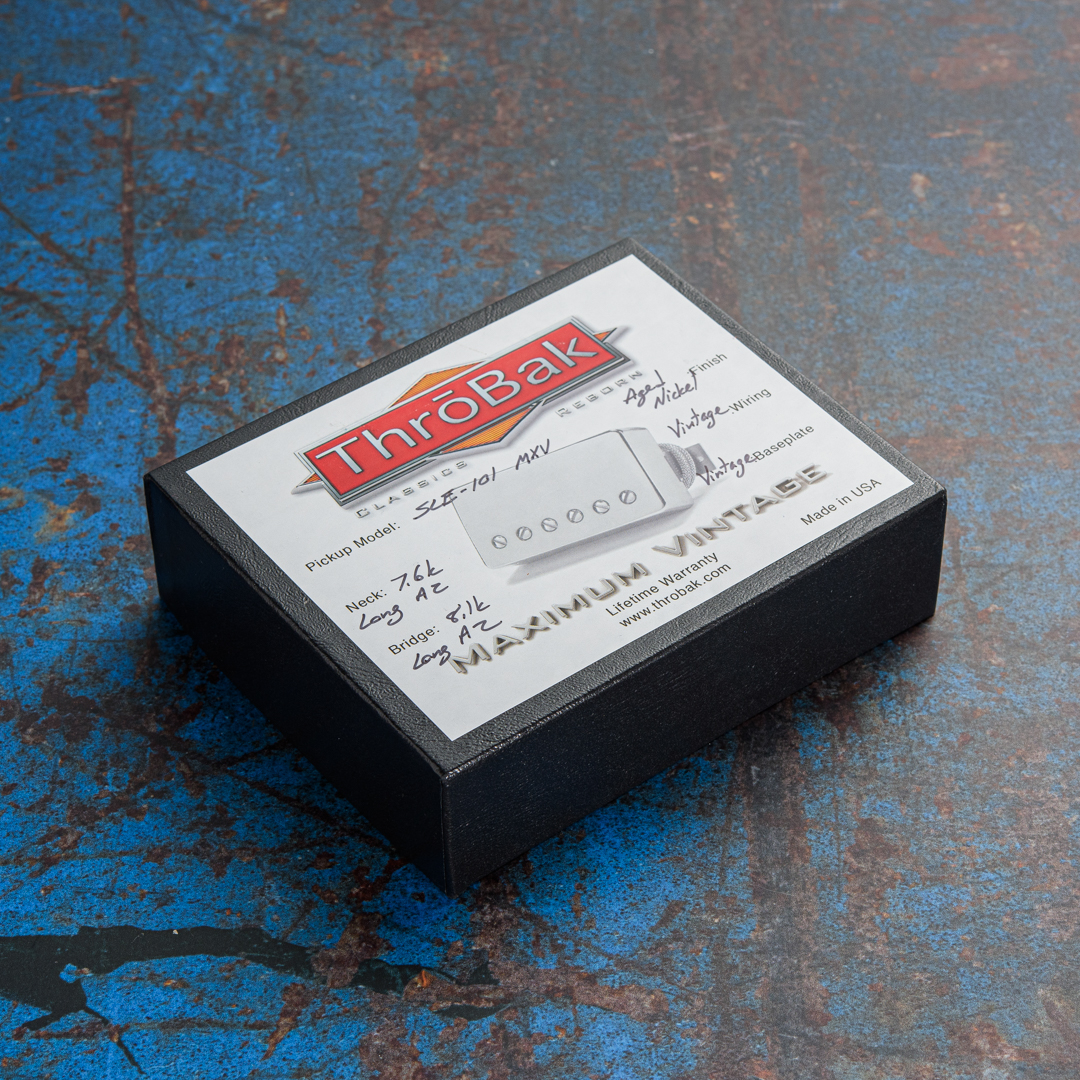 ThrōBak
CLASSICS REBORN
Pickup Model: SLE-101 MXV
Aged Nickel Finish
Vintage Wiring
Vintage Baseplate
Neck: 7.6k
Long A2
Bridge: 8.1k
Long A2
MAXIMUM VINTAGE
Made in USA
Lifetime Warranty
www.throbak.com